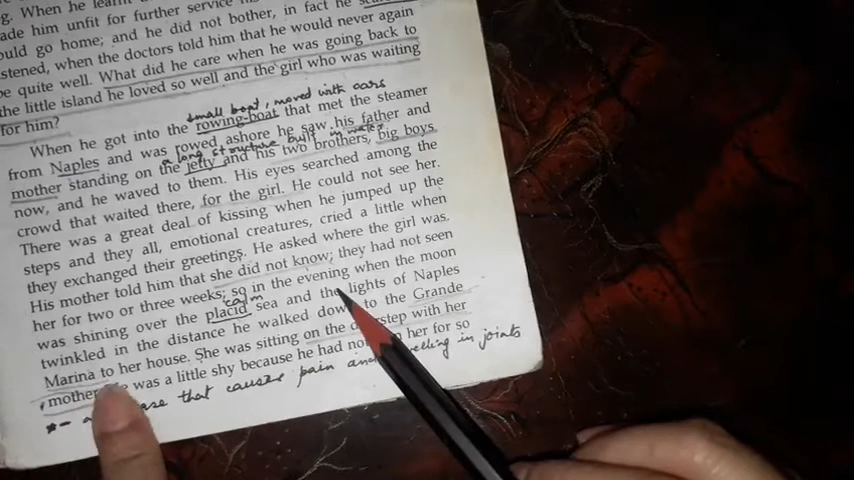 g. When he learn
ade him unfit for further service
ould go home; and he did not bother, in fact he
stened, when the doctors told him that he would never again
be quite well. What did he care when he was going back to
the little island he loved so well and the girl who was waiting
for him?
small boat, moved with oars
When he got into the rowing-boat that met the steamer
from Naples and was rowed ashore he saw his father and
a long structure built in water
mother standing on the jetty and his two brothers, big boys
now, and he waved to them. His eyes searched among the
crowd that waited there, for the girl. He could not see her.
There was a great deal of kissing when he jumped up the
steps and they all, emotional creatures, cried a little when
they exchanged their greetings. He asked where the girl was.
His mother told him that she did not know; they had not seen
her for two or three weeks; so in the evening when the moon
calm
was shining over the placid sea and the lights of Naples
twinkled in the distance he walked down to the Grande
Marina to her house. She was sitting on the doorstep with her
mother. He was a little shy because he had not seen her for so
*- a disease that causes pain and swelling in joints